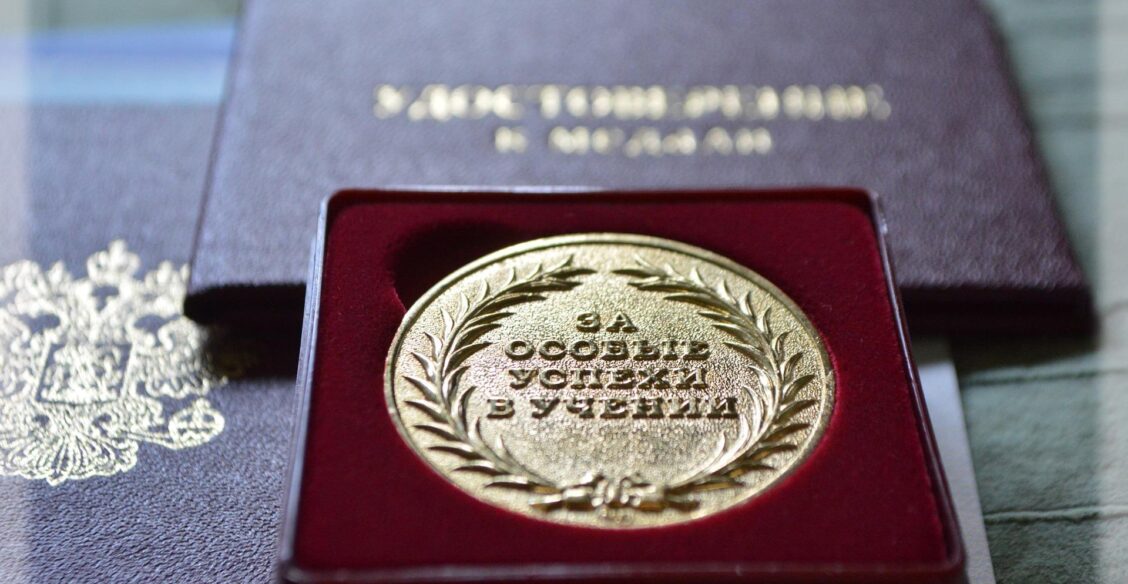 УДОСТОВЕРЕНИЕ
К МЕДАЛИ
ЗА
ОСОБЫЕ
УСПЕХИ
В УЧЕНИИ